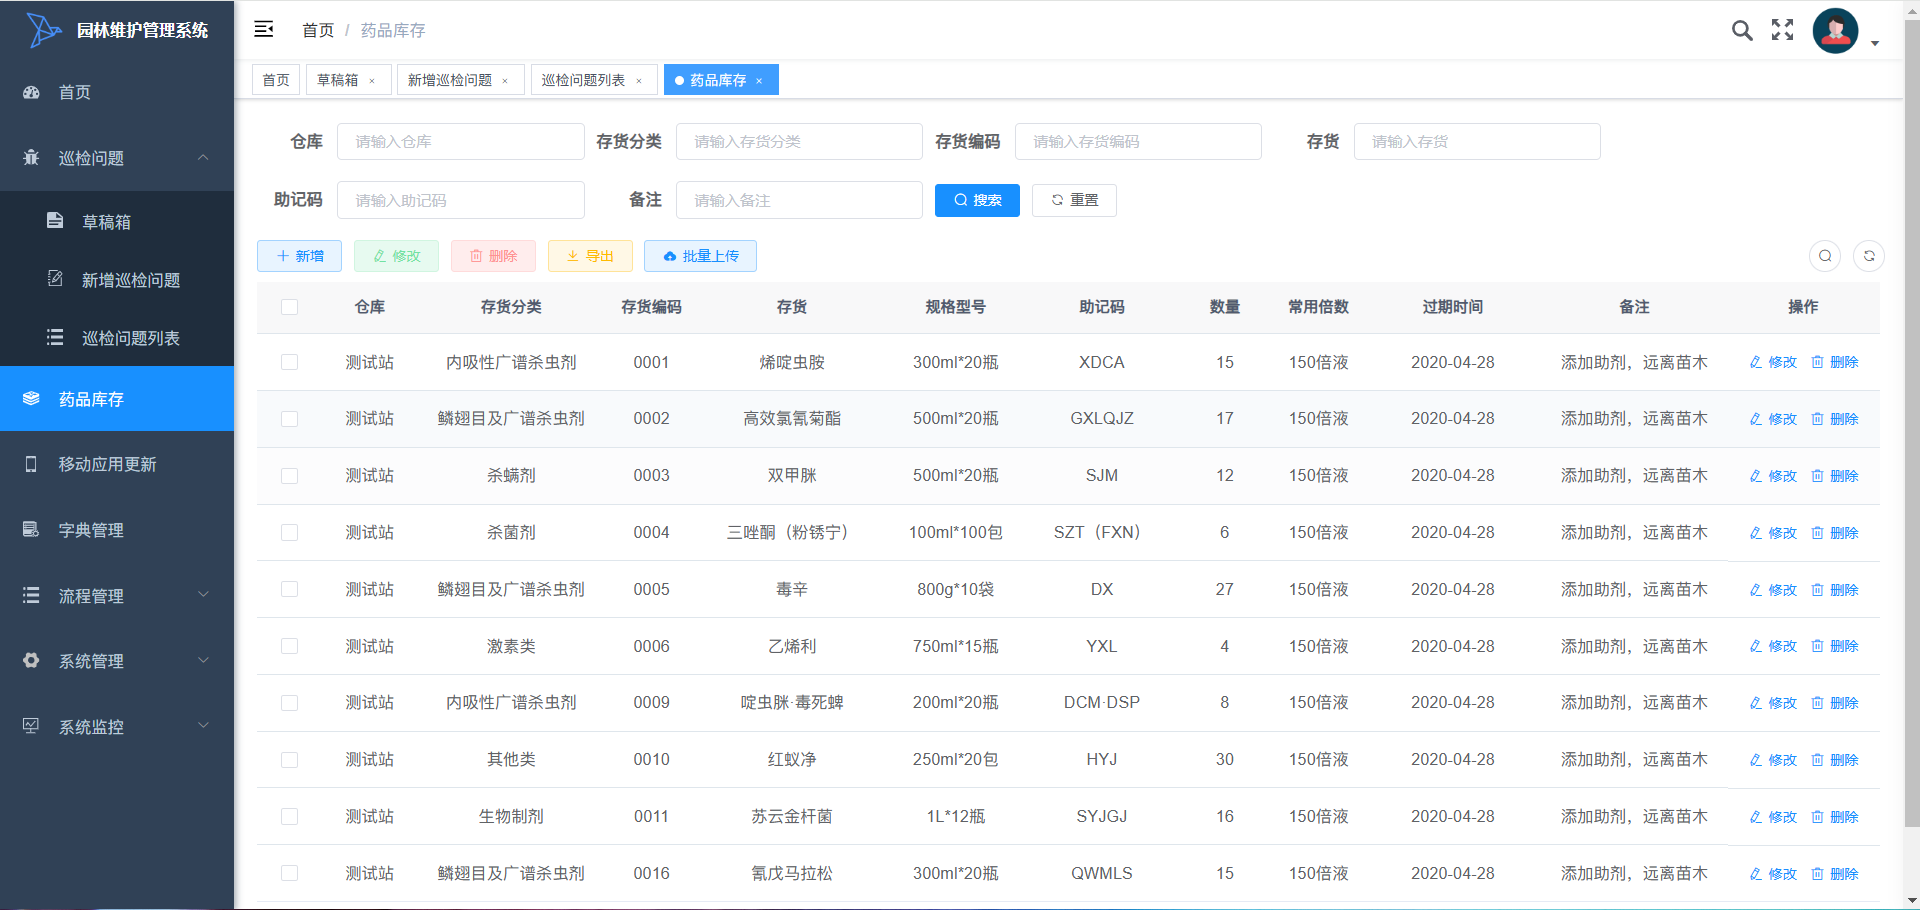 园林维护管理系统
首页
巡检问题
草稿箱
新增巡检问题
巡检问题列表
药品库存
移动应用更新
字典管理
流程管理
系统管理
系统监控
首页 / 药品库存
首页 草稿箱 × 新增巡检问题 × 巡检问题列表 × 药品库存 ×
仓库 请输入仓库 存货分类 请输入存货分类 存货编码 请输入存货编码 存货 请输入存货
助记码 请输入助记码 备注 请输入备注 搜索 重置
新增 修改 删除 导出 批量上传
仓库 存货分类 存货编码 存货 规格型号 助记码 数量 常用倍数 过期时间 备注 操作
测试站 内吸性广谱杀虫剂 0001 烯啶虫胺 300ml*20瓶 XDCA 15 150倍液 2020-04-28 添加助剂，远离苗木 修改 删除
测试站 鳞翅目及广谱杀虫剂 0002 高效氯氰菊酯 500ml*20瓶 GXLQJZ 17 150倍液 2020-04-28 添加助剂，远离苗木 修改 删除
测试站 杀螨剂 0003 双甲脒 500ml*20瓶 SJM 12 150倍液 2020-04-28 添加助剂，远离苗木 修改 删除
测试站 杀菌剂 0004 三唑酮（粉锈宁） 100ml*100包 SZT（FXN） 6 150倍液 2020-04-28 添加助剂，远离苗木 修改 删除
测试站 鳞翅目及广谱杀虫剂 0005 毒辛 800g*10袋 DX 27 150倍液 2020-04-28 添加助剂，远离苗木 修改 删除
测试站 激素类 0006 乙烯利 750ml*15瓶 YXL 4 150倍液 2020-04-28 添加助剂，远离苗木 修改 删除
测试站 内吸性广谱杀虫剂 0009 啶虫脒·毒死蜱 200ml*20瓶 DCM·DSP 8 150倍液 2020-04-28 添加助剂，远离苗木 修改 删除
测试站 其他类 0010 红蚁净 250ml*20包 HYJ 30 150倍液 2020-04-28 添加助剂，远离苗木 修改 删除
测试站 生物制剂 0011 苏云金杆菌 1L*12瓶 SYJGJ 16 150倍液 2020-04-28 添加助剂，远离苗木 修改 删除
测试站 鳞翅目及广谱杀虫剂 0016 氰戊马拉松 300ml*20瓶 QWMLS 15 150倍液 2020-04-28 添加助剂，远离苗木 修改 删除